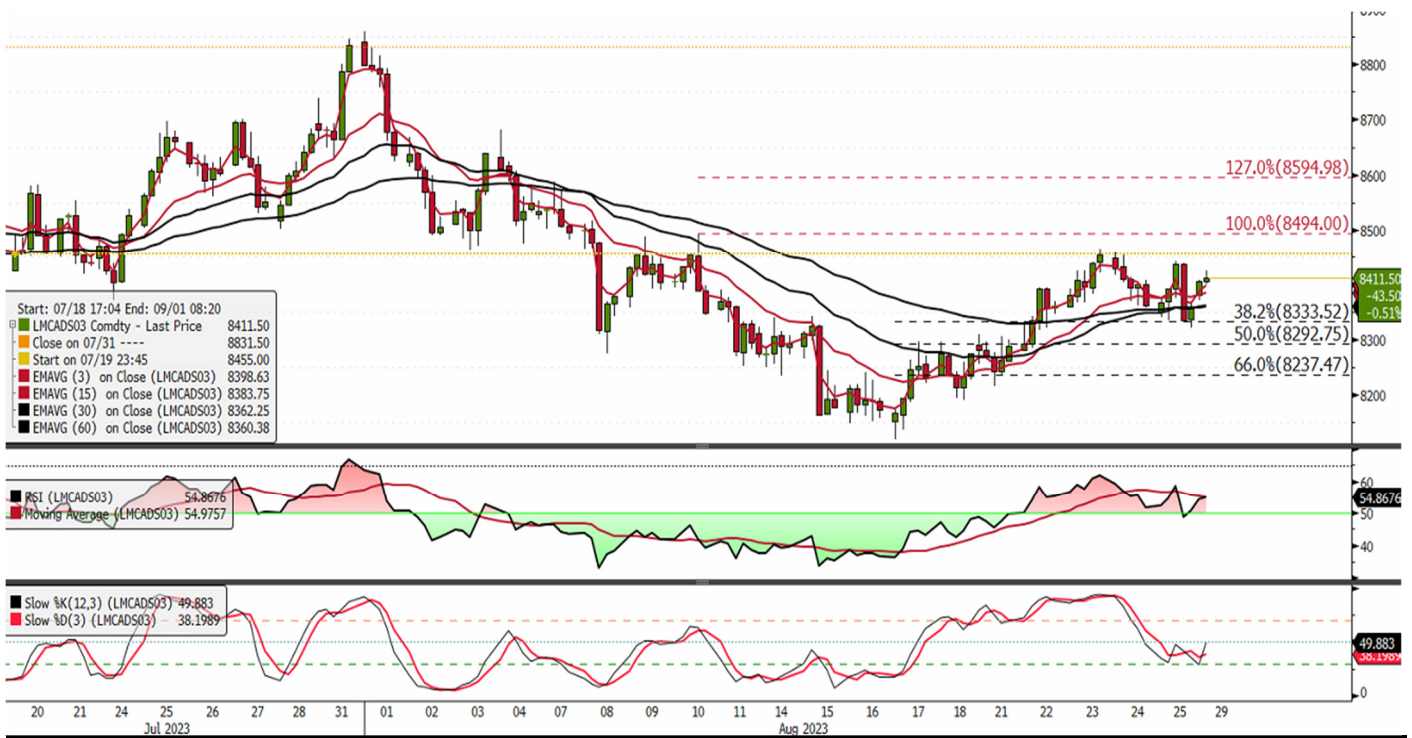 8900
8800
8700
127.0%(8594.98)
8600
100.0%(8494.00)
8500
8411.50
-43.50
-0.51%
38.2%(8333.52)
50.0%(8292.75)
8300
66.0%(8237.47)
8200
Start: 07/18 17:04 End: 09/01 08:20
LMCADS03 Comdty - Last Price 8411.50
Close on 07/31 ---- 8831.50
Start on 07/19 23:45 8455.00
EMAVG (3) on Close (LMCADS03) 8398.63
EMAVG (15) on Close (LMCADS03) 8383.75
EMAVG (30) on Close (LMCADS03) 8362.25
EMAVG (60) on Close (LMCADS03) 8360.38
RSI (LMCADS03) 54.8676
Moving Average (LMCADS03) 54.9757
60
54.8676
50
40
Slow %K(12,3) (LMCADS03) 49.883
Slow %D(3) (LMCADS03) 38.1989
49.883
38.1989
0
20 21 24 25 26 27 28 31 01 02 03 04 07 08 09 10 11 14 15 16 17 18 21 22 23 24 25 29
Jul 2023 Aug 2023